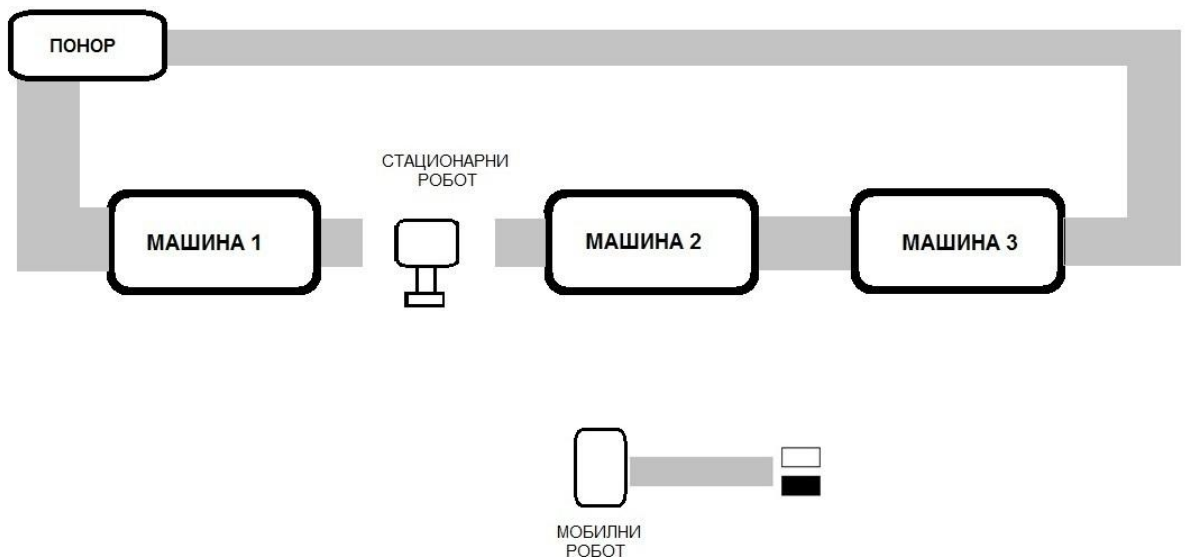 ПОНОР
СТАЦИОНАРНИ
РОБОТ
МАШИНА 1
МАШИНА 2
МАШИНА 3
МОБИЛНИ
РОБОТ